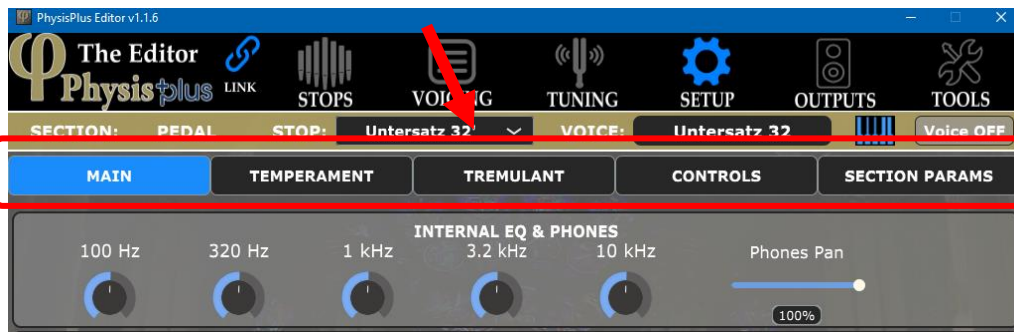 PhysisPlus Editor v1.1.6
The Editor
Physis plus
LINK
STOPS
VOICING
TUNING
SETUP
OUTPUTS
TOOLS
SECTION: PEDAL STOP: Untersatz 32' VOICE: Untersatz 32 Voice OFF
MAIN TEMPERAMENT TREMULANT CONTROLS SECTION PARAMS
INTERNAL EQ & PHONES
100 Hz 320 Hz 1 kHz 3.2 kHz 10 kHz Phones Pan
100%